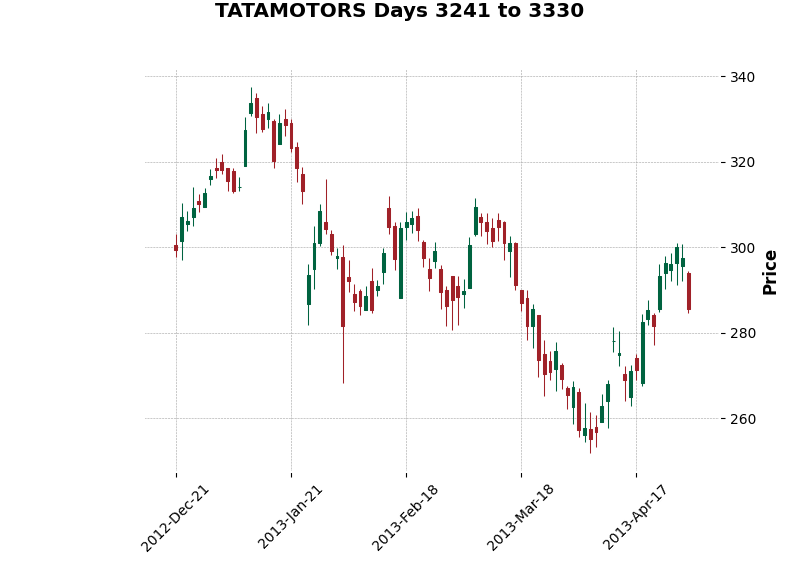 TATAMOTORS Days 3241 to 3330
340
320
300
280
260
Price
2012-Dec-21
2013-Jan-21
2013-Feb-18
2013-Mar-18
2013-Apr-17